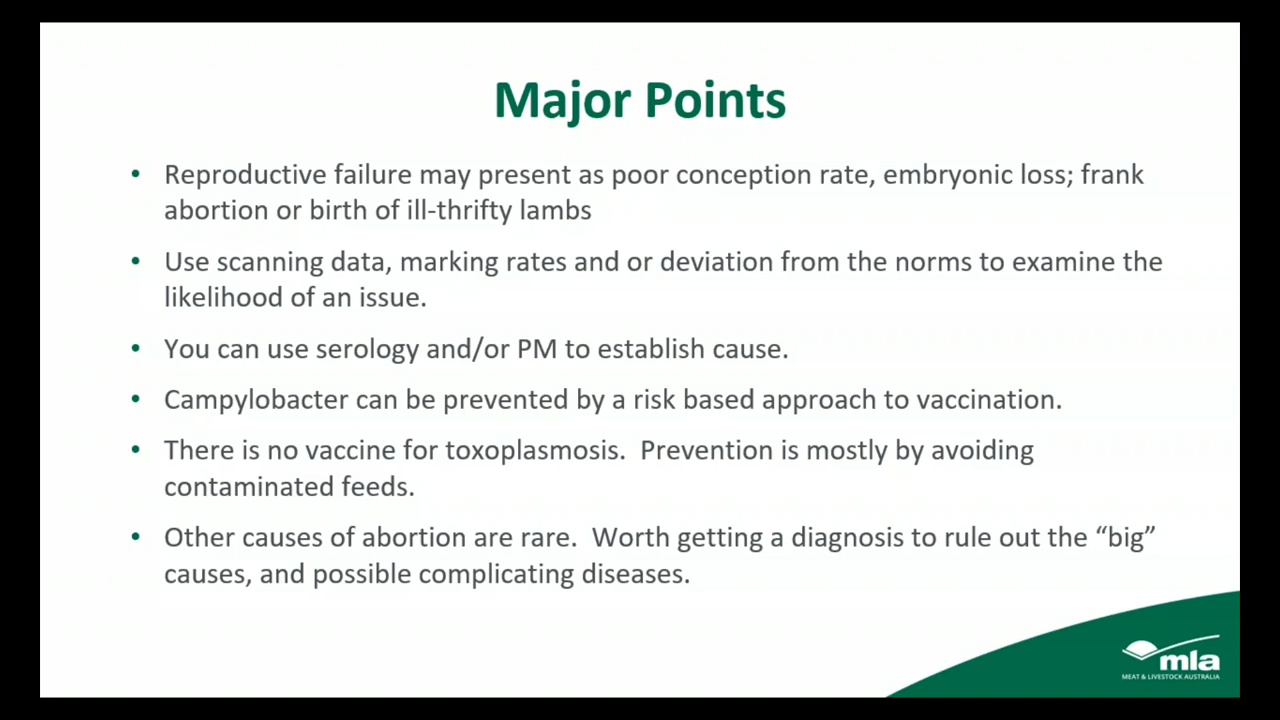 Major Points
• Reproductive failure may present as poor conception rate, embryonic loss; frank
abortion or birth of ill-thrifty lambs
• Use scanning data, marking rates and or deviation from the norms to examine the
likelihood of an issue.
• You can use serology and/or PM to establish cause.
• Campylobacter can be prevented by a risk based approach to vaccination.
• There is no vaccine for toxoplasmosis.  Prevention is mostly by avoiding
contaminated feeds.
• Other causes of abortion are rare.  Worth getting a diagnosis to rule out the “big”
causes, and possible complicating diseases.
mla
MEAT & LIVESTOCK AUSTRALIA